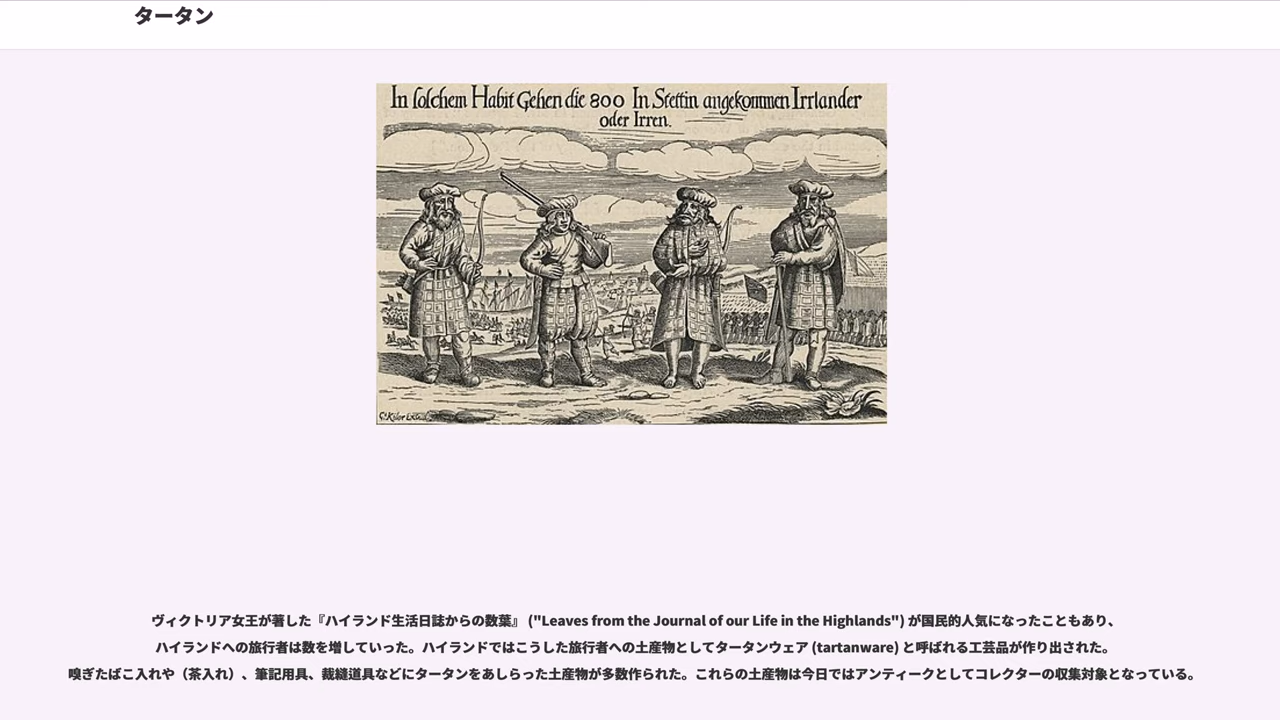 タータン
In solchem Habit Gehen die 800 In Stettin angekommen Irrlander
oder Irren.
ヴィクトリア女王が著した『ハイランド生活日誌からの数葉』 ("Leaves from the Journal of our Life in the Highlands") が国民的人気になったこともあり、
ハイランドへの旅行者は数を増していった。ハイランドではこうした旅行者への土産物としてタータンウェア (tartanware) と呼ばれる工芸品が作り出された。
嗅ぎたばこ入れや（茶入れ）、筆記用具、裁縫道具などにタータンをあしらった土産物が多数作られた。これらの土産物は今日ではアンティークとしてコレクターの収集対象となっている。